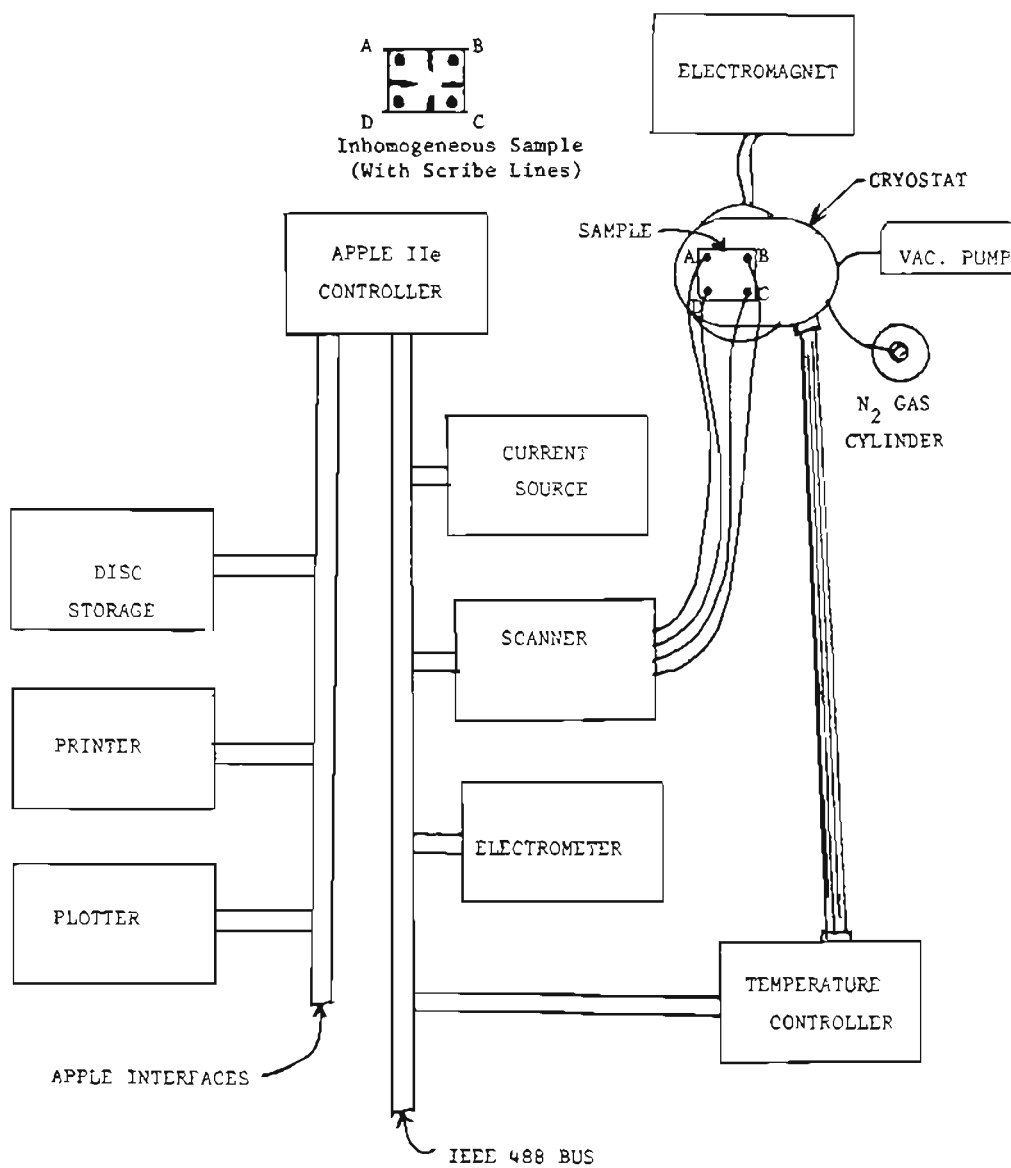 A
B
D
C
Inhomogeneous Sample
(With Scribe Lines)
ELECTROMAGNET
CRYOSTAT
SAMPLE
A
B
C
D
VAC. PUMP
N2 GAS
CYLINDER
APPLE IIe
CONTROLLER
CURRENT
SOURCE
DISC
STORAGE
SCANNER
PRINTER
ELECTROMETER
PLOTTER
TEMPERATURE
CONTROLLER
APPLE INTERFACES
IEEE 488 BUS